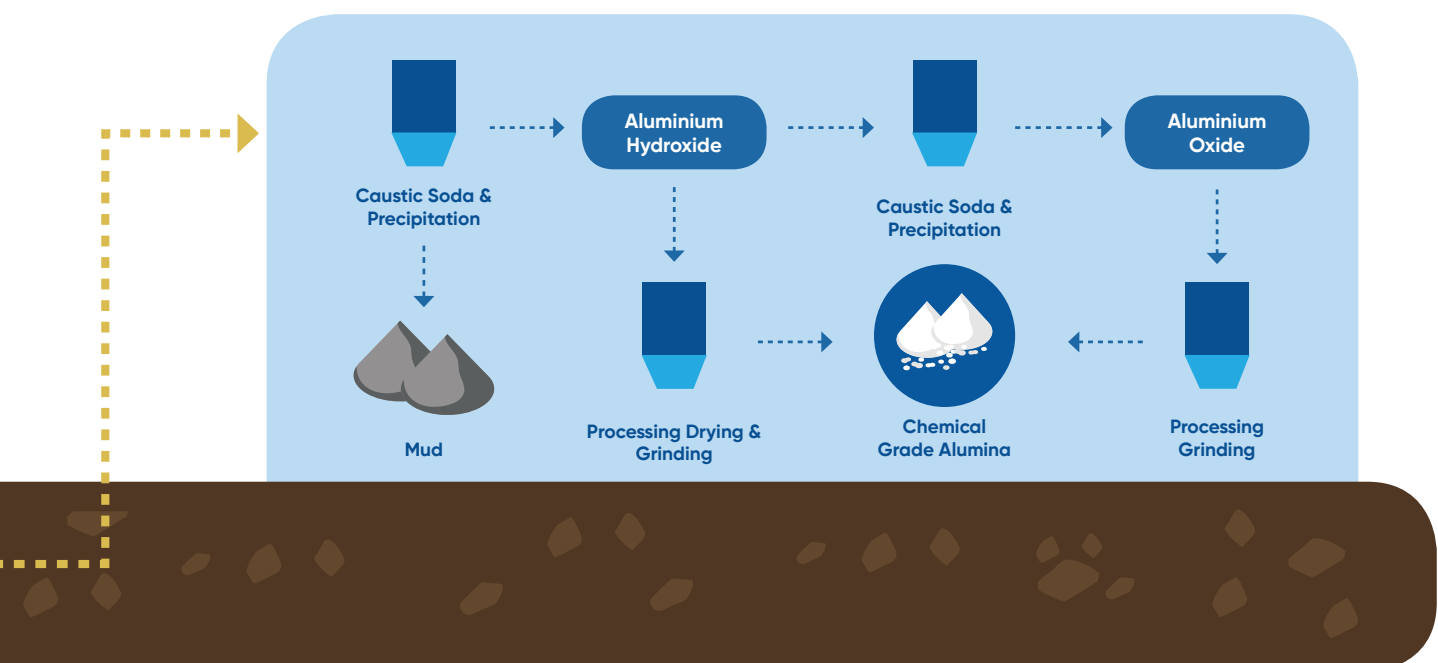 Caustic Soda &
Precipitation
Aluminium
Hydroxide
Caustic Soda &
Precipitation
Aluminium
Oxide
Mud
Processing Drying &
Grinding
Chemical
Grade Alumina
Processing
Grinding